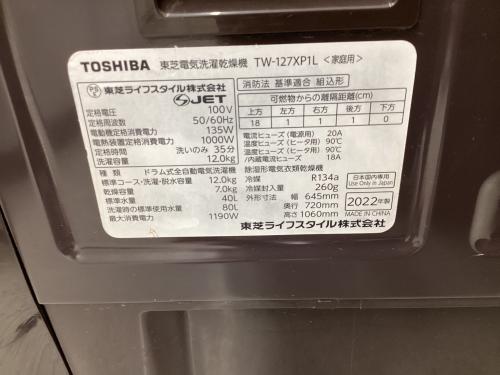 TOSHIBA 東芝電気洗濯乾燥機 TW-127XP1L <家庭用>
PSE 東芝ライフスタイル株式会社
SJET
定格電圧 100V
定格周波数 50/60Hz
電動機定格消費電力 135W
電熱装置定格消費電力 1000W
定格時間 洗いのみ 35分
洗濯容量 12.0kg
消防法 基準適合 組込形
可燃物からの離隔距離(cm)
上方 左方 右方 後方 下方
18 1 1 1 0
電流ヒューズ(電源用) 20A
温度ヒューズ(ヒータ用) 90℃
温度ヒューズ(ヒータ用) 90℃
/内蔵電流ヒューズ 18A
種類 ドラム式全自動電気洗濯機
標準コース・洗濯・脱水容量 12.0kg
乾燥容量 7.0kg
標準水量 40L
洗濯時の標準使用水量 80L
最大消費電力 1190W
除湿形電気衣類乾燥機
冷媒 R134a
冷媒封入量 260g
外形寸法 幅 645mm
奥行 720mm
高さ 1060mm
日本国内専用
Use Only in Japan
2022年製
MADE IN CHINA
東芝ライフスタイル株式会社